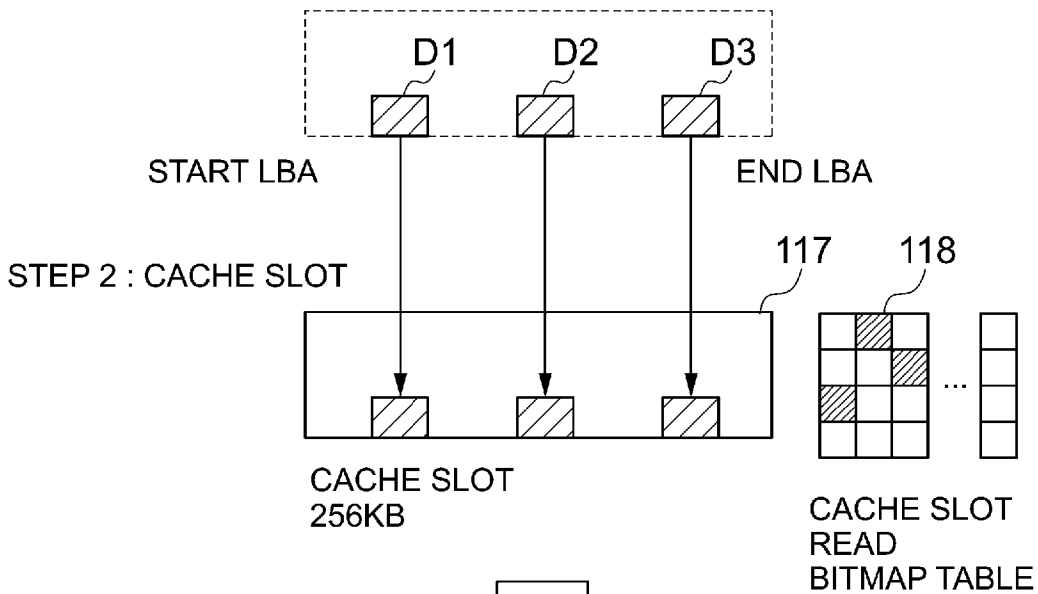 D1 D2 D3
START LBA END LBA
117 118
STEP 2 : CACHE SLOT
...
CACHE SLOT
256KB
CACHE SLOT
READ
BITMAP TABLE